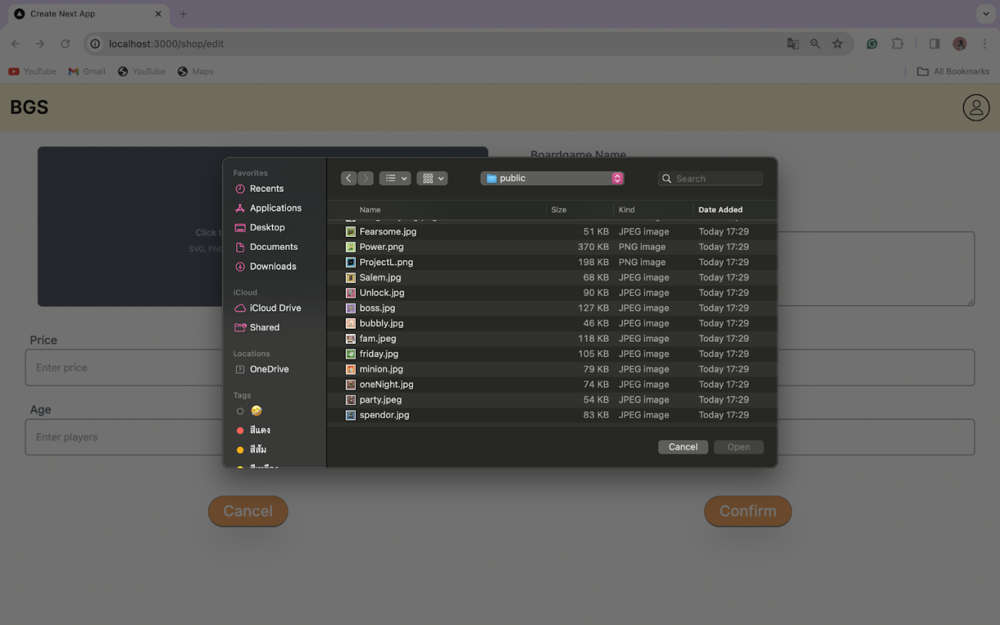 Create Next App
localhost:3000/shop/edit
YouTube Gmail YouTube Maps All Bookmarks
BGS
Boardgame Name
Click t
SVG, PNG
Price
Enter price
Age
Enter players
Cancel
Confirm
Favorites
Recents
Applications
Desktop
Documents
Downloads
iCloud
iCloud Drive
Shared
Locations
OneDrive
Tags
🤣
สีแดง
สีส้ม
สีเหลือง
public
Search
Name Size Kind Date Added
Fearsome.jpg 51 KB JPEG image Today 17:29
Power.png 370 KB PNG image Today 17:29
ProjectL.png 198 KB PNG image Today 17:29
Salem.jpg 68 KB JPEG image Today 17:29
Unlock.jpg 90 KB JPEG image Today 17:29
boss.jpg 127 KB JPEG image Today 17:29
bubbly.jpg 46 KB JPEG image Today 17:29
fam.jpeg 118 KB JPEG image Today 17:29
friday.jpg 105 KB JPEG image Today 17:29
minion.jpg 79 KB JPEG image Today 17:29
oneNight.jpg 74 KB JPEG image Today 17:29
party.jpeg 54 KB JPEG image Today 17:29
spendor.jpg 83 KB JPEG image Today 17:29
Cancel Open